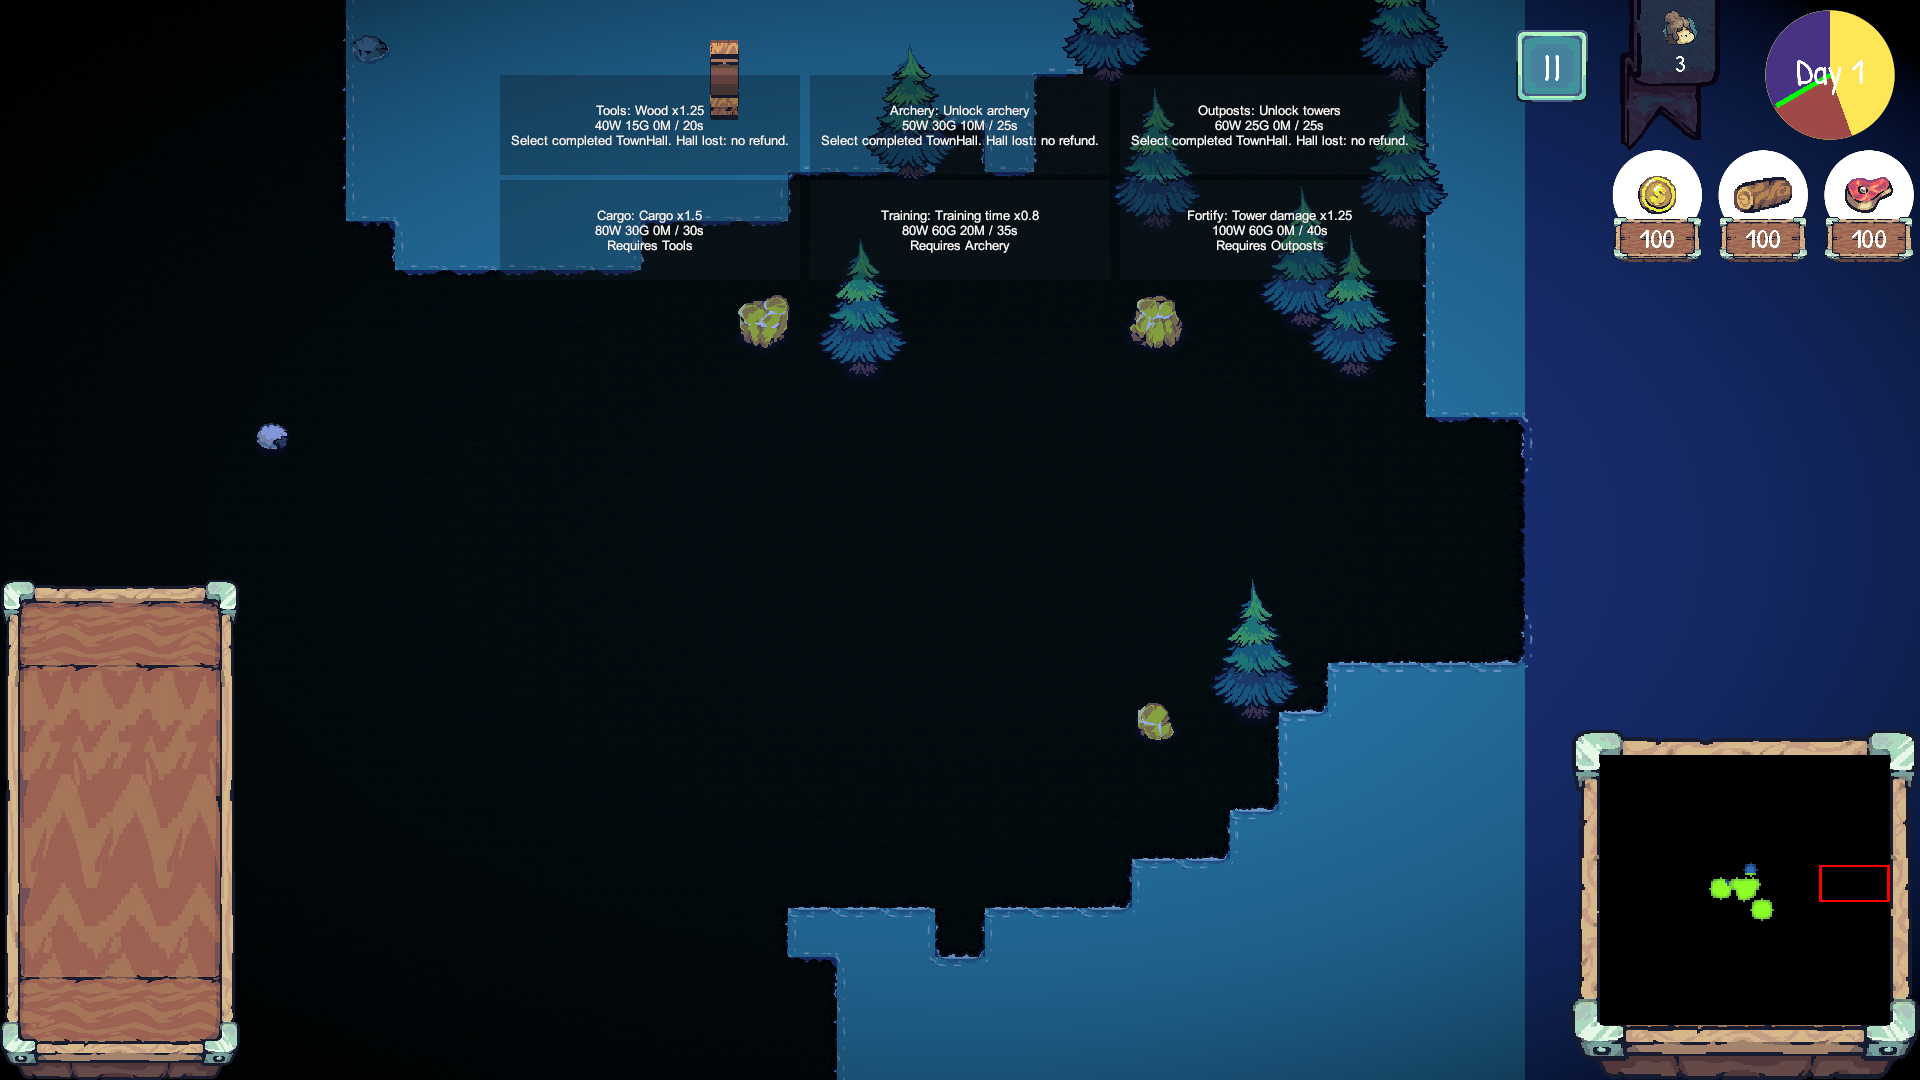 Tools: Wood x1.25
40W 15G 0M / 20s
Select completed TownHall. Hall lost: no refund.
Archery: Unlock archery
50W 30G 10M / 25s
Select completed TownHall. Hall lost: no refund.
Outposts: Unlock towers
60W 25G 0M / 25s
Select completed TownHall. Hall lost: no refund.
Cargo: Cargo x1.5
80W 30G 0M / 30s
Requires Tools
Training: Training time x0.8
80W 60G 20M / 35s
Requires Archery
Fortify: Tower damage x1.25
100W 60G 0M / 40s
Requires Outposts
3
Day 1
100
100
100